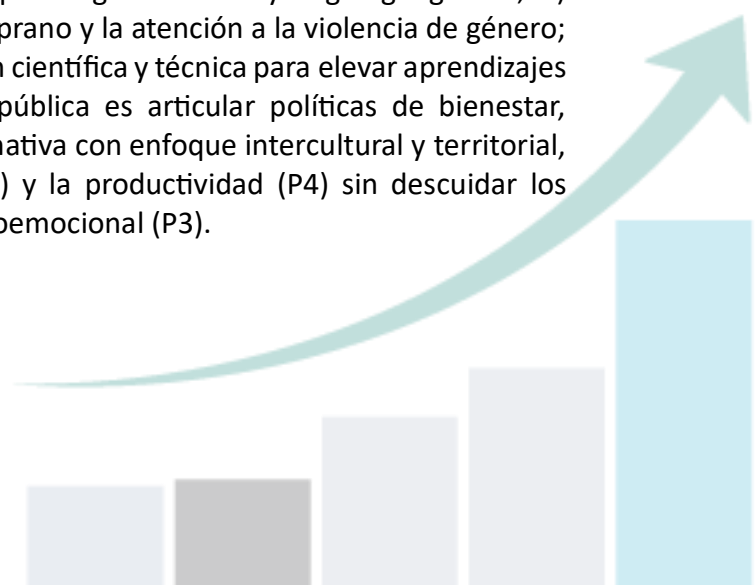 prano y la atención a la violencia de género;
científica y técnica para elevar aprendizajes
pública es articular políticas de bienestar,
nativa con enfoque intercultural y territorial,
) y la productividad (P4) sin descuidar los
oemocional (P3).